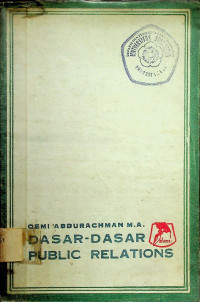 OEMI ABDURACHMAN M.A.
DASAR-DASAR
PUBLIC RELATIONS